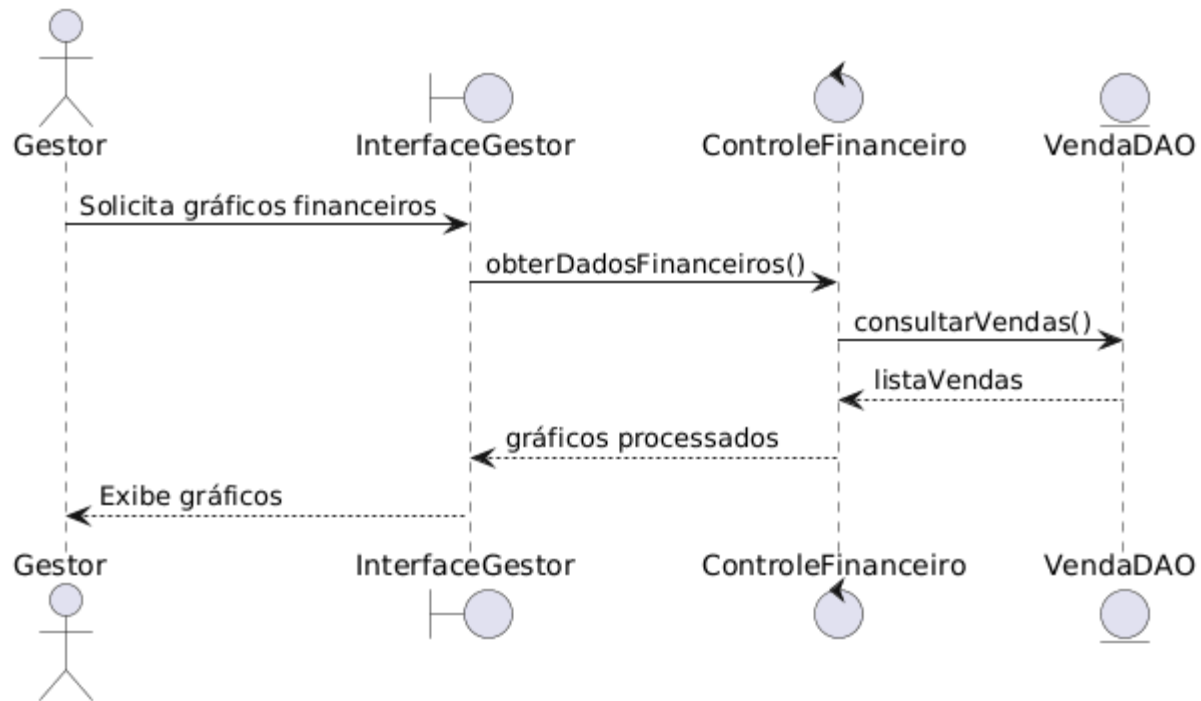 Gestor
InterfaceGestor
ControleFinanceiro
VendaDAO
Solicita gráficos financeiros
obterDadosFinanceiros()
consultarVendas()
listaVendas
gráficos processados
Exibe gráficos
Gestor
InterfaceGestor
ControleFinanceiro
VendaDAO